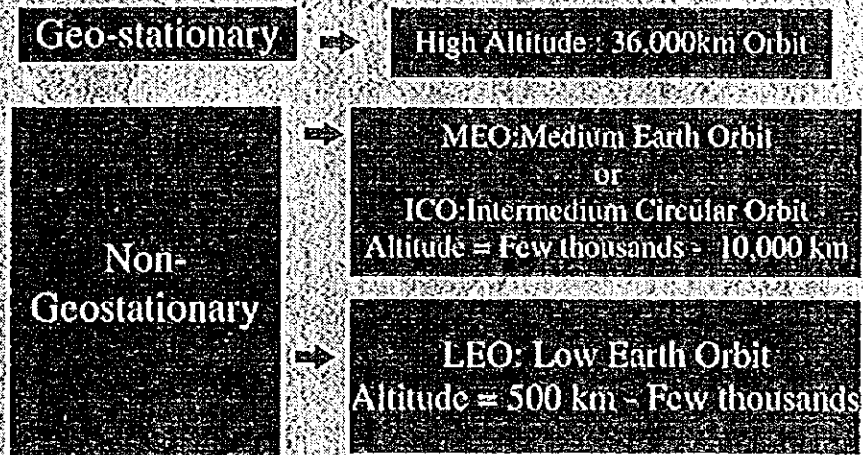 Geo-stationary
High Altitude : 36,000km Orbit
Non-
Geostationary
MEO:Medium Earth Orbit
or
ICO:Intermedium Circular Orbit
Altitude = Few thousands - 10,000 km
LEO: Low Earth Orbit
Altitude = 500 km - Few thousands